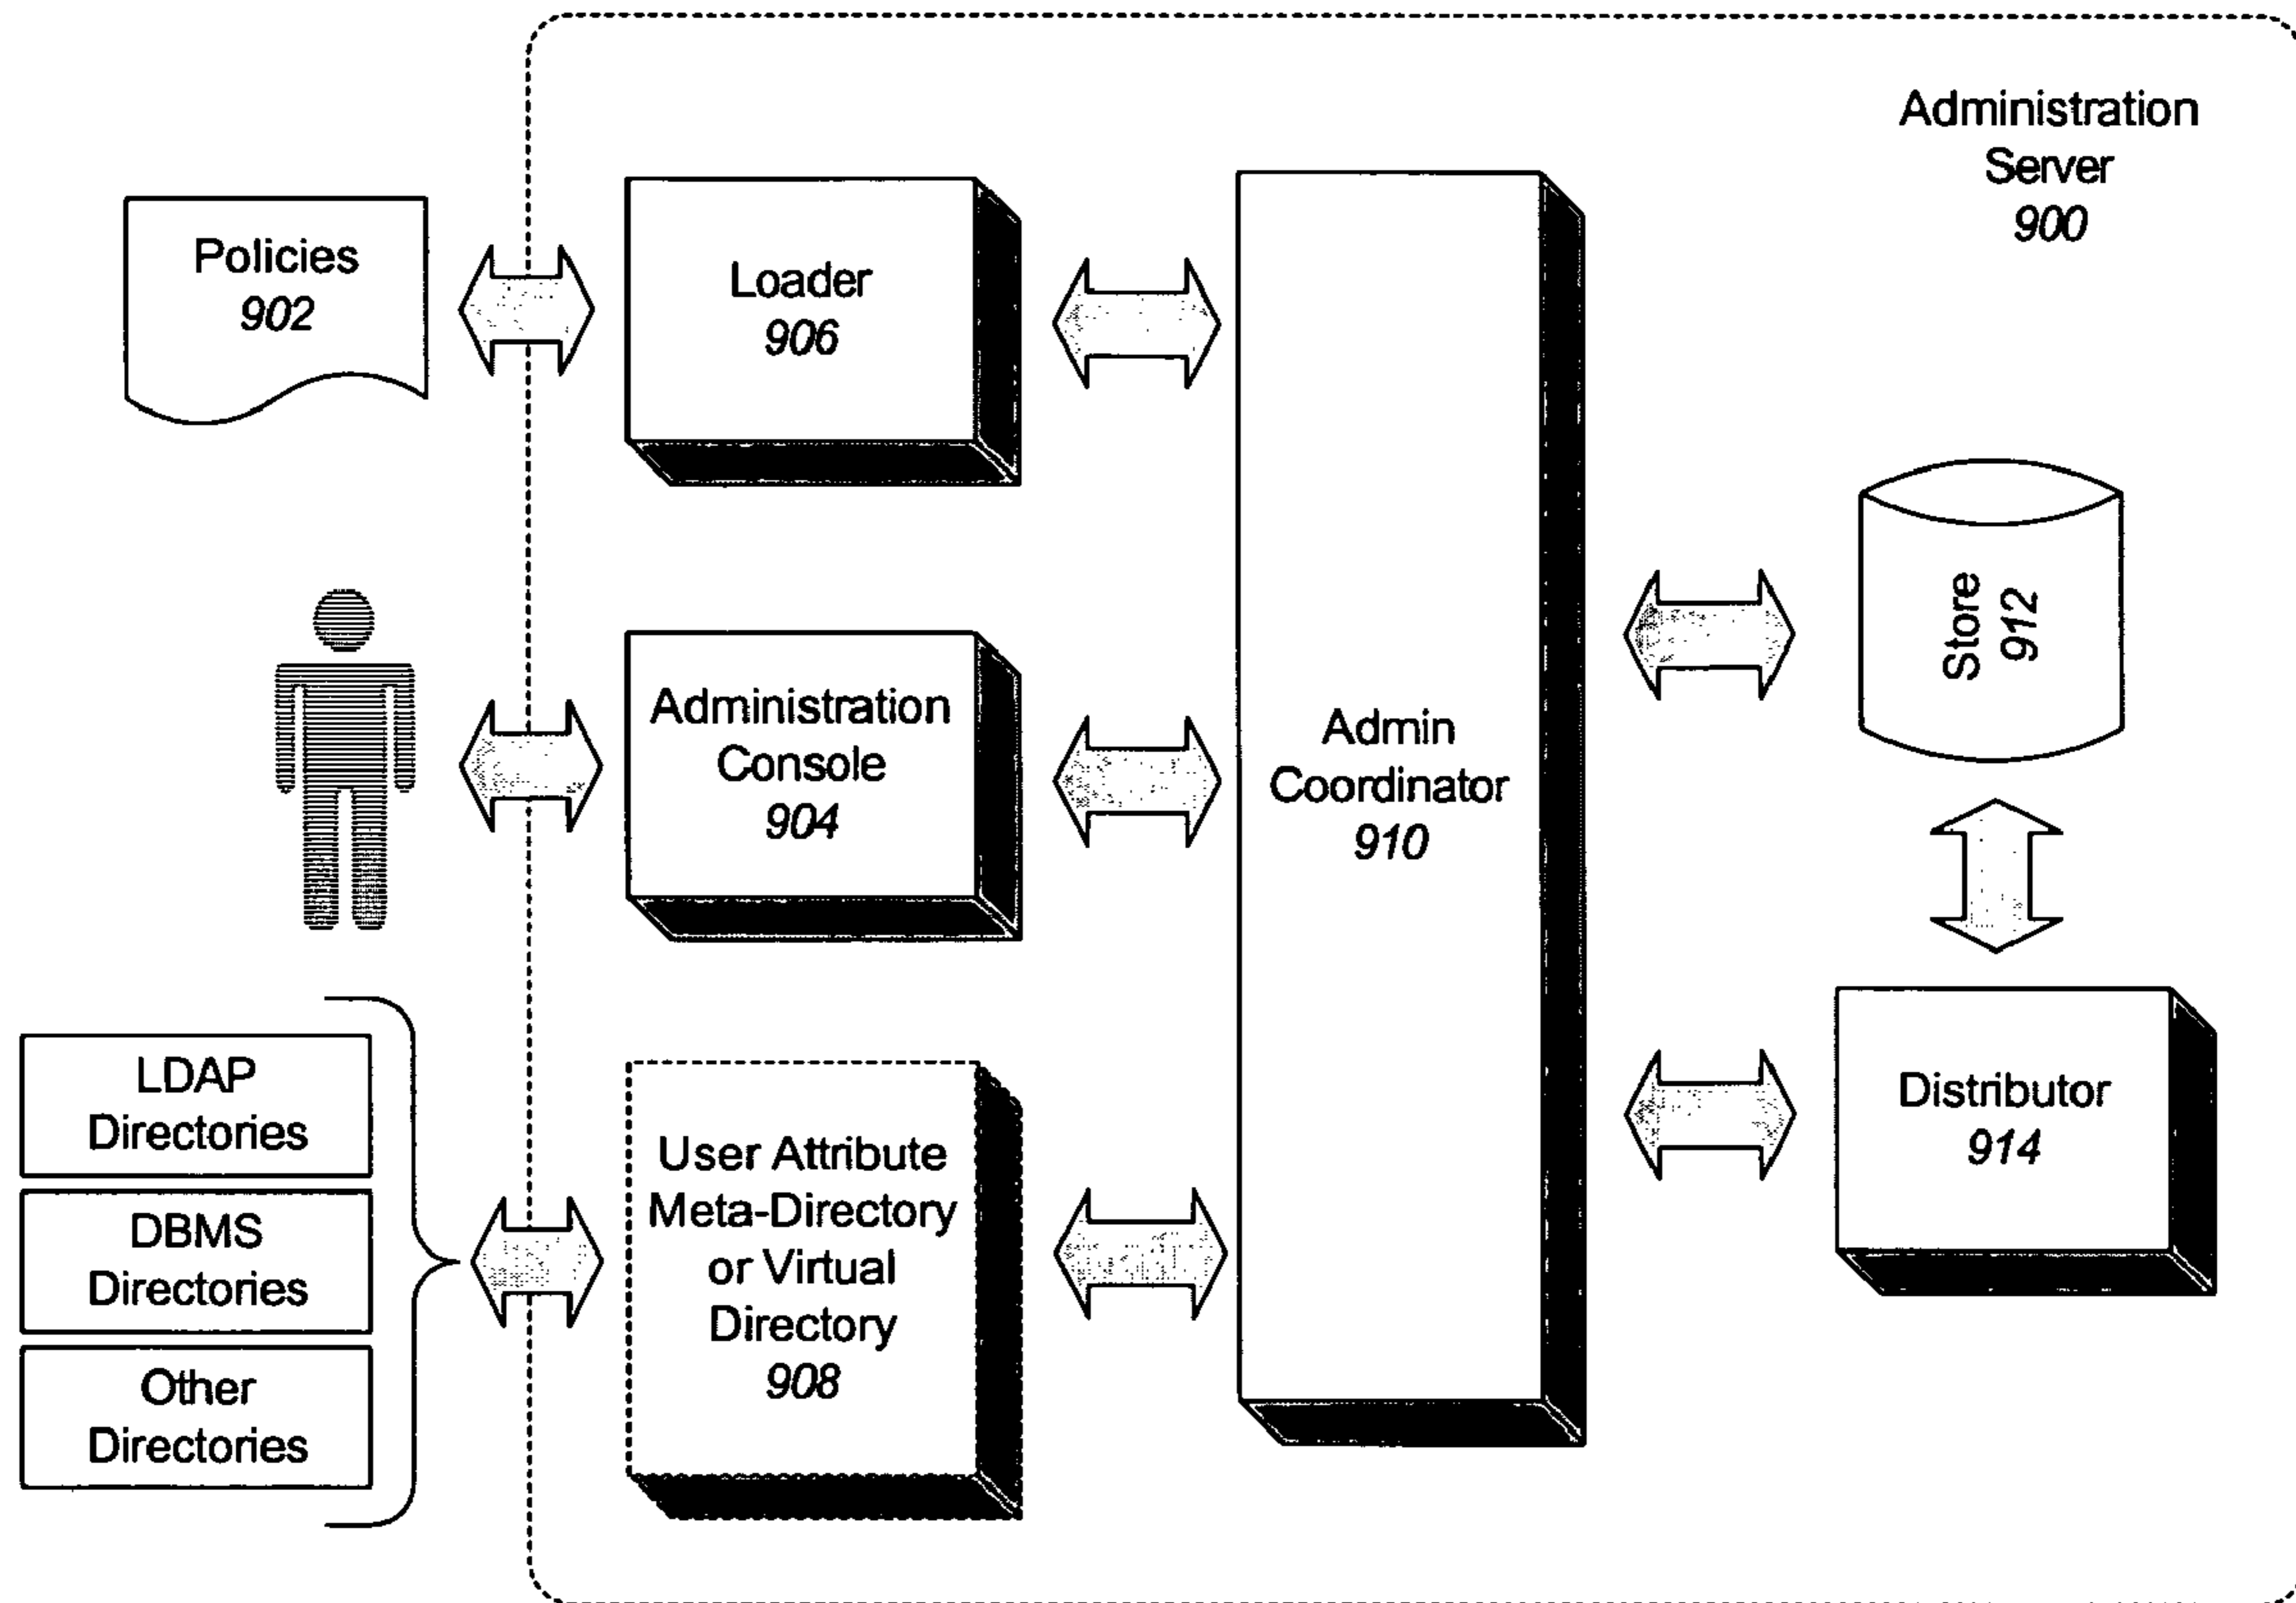 Administration
Server
900
Policies
902
Loader
906
Administration
Console
904
Admin
Coordinator
910
Store
912
LDAP
Directories
DBMS
Directories
Other
Directories
User Attribute
Meta-Directory
or Virtual
Directory
908
Distributor
914